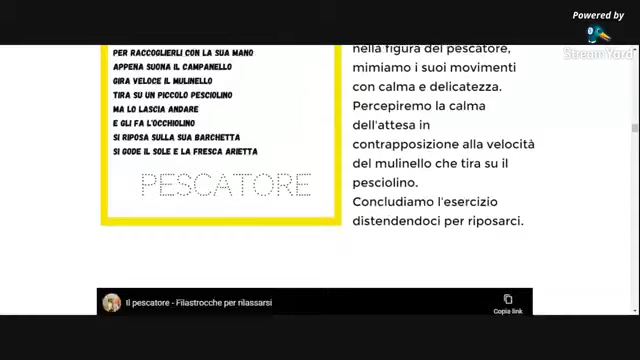 Powered by
StreamYard
PER RACCOGLIERLI CON LA SUA MANO
APPENA SUONA IL CAMPANELLO
GIRA VELOCE IL MULINELLO
TIRA SU UN PICCOLO PESCIOLINO
MA LO LASCIA ANDARE
E GLI FA L'OCCHIOLINO
SI RIPOSA SULLA SUA BARCHETTA
SI GODE IL SOLE E LA FRESCA ARIETTA
PESCATORE
nella figura del pescatore,
mimiamo i suoi movimenti
con calma e delicatezza.
Percepiremo la calma
dell'attesa in
contrapposizione alla velocità
del mulinello che tira su il
pesciolino.
Concludiamo l'esercizio
distendendoci per riposarci.
Il pescatore - Filastrocche per rilassarsi
Copia link